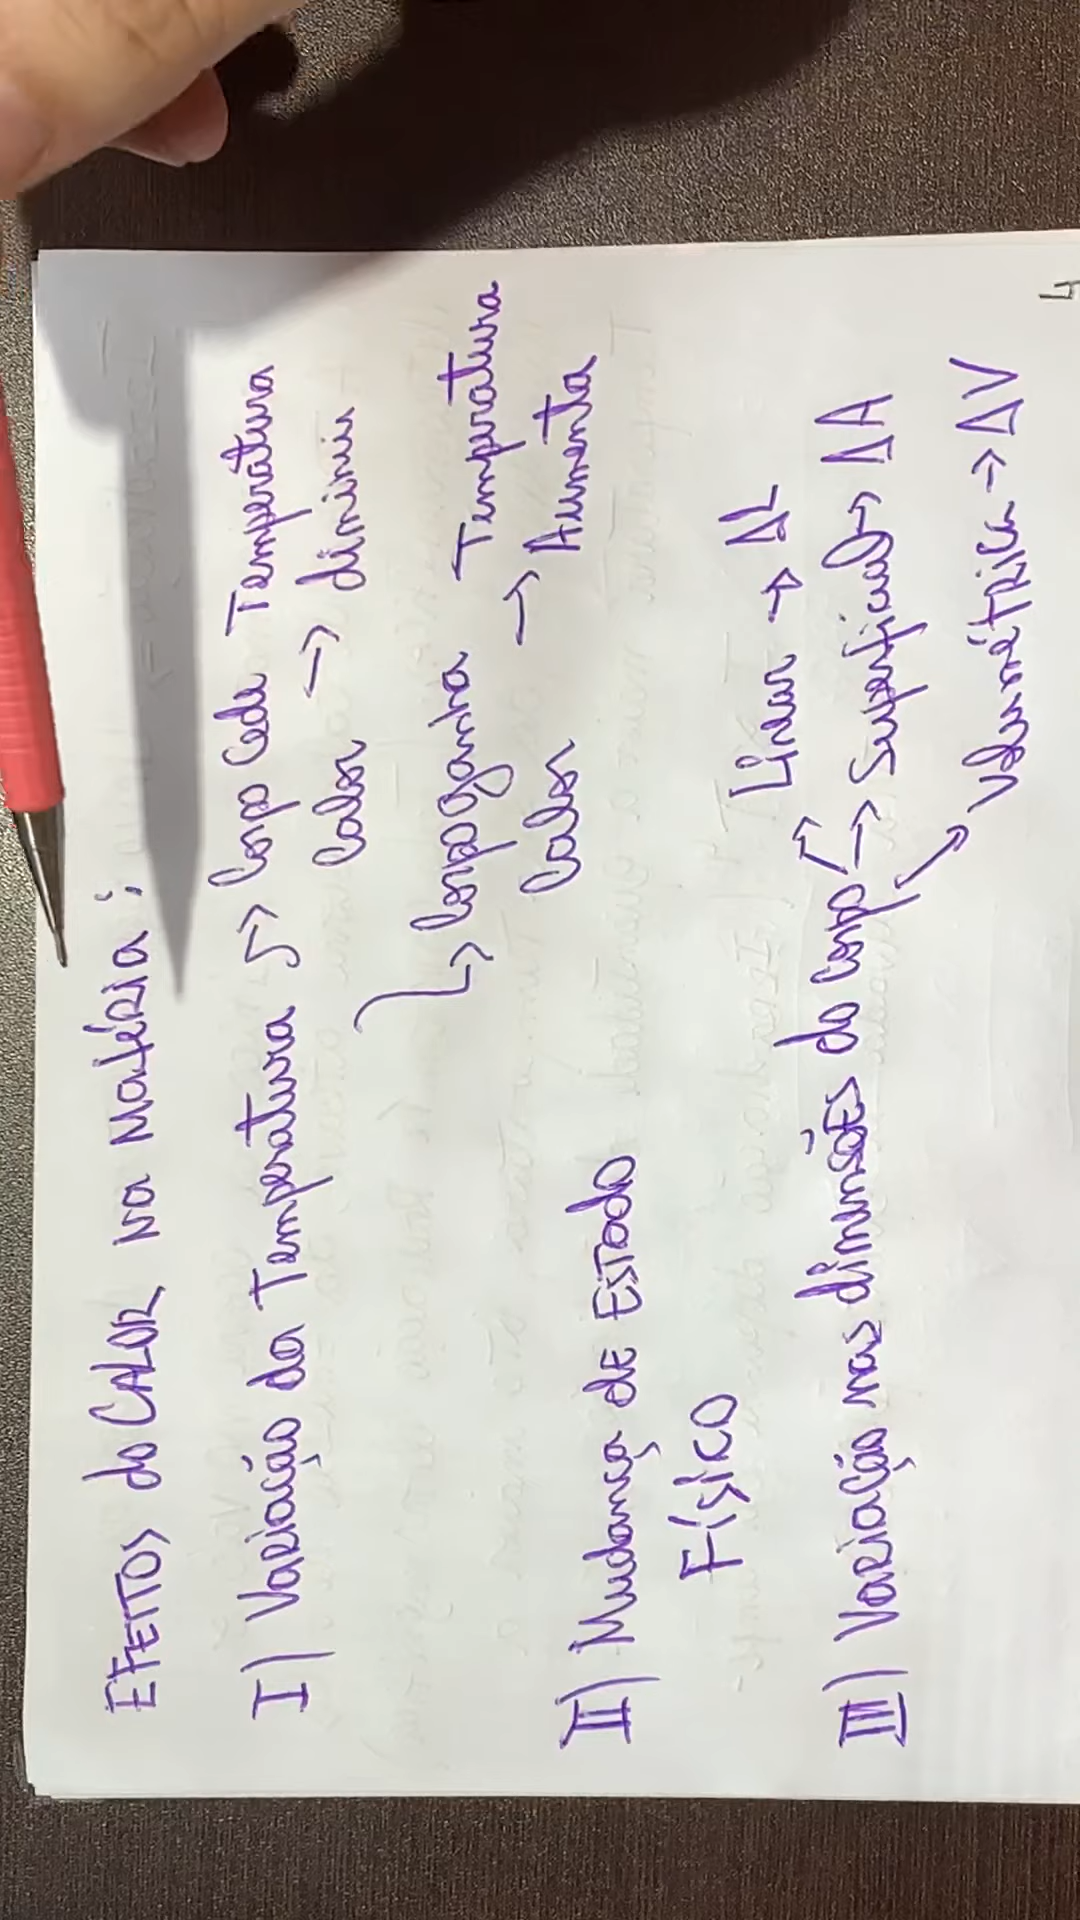 EFEITOS do CALOR na Matéria:
I) Variação da Temperatura → Corpo Cede Temperatura
Calor → diminui
→ Corpo ganha Temperatura
Calor → Aumenta
II) Mudança de ESTADO
FÍSICO
III) Variação nas dimensões do Corpo → Linear → ΔL
→ Superficial → ΔA
→ Volumétrica → ΔV
4